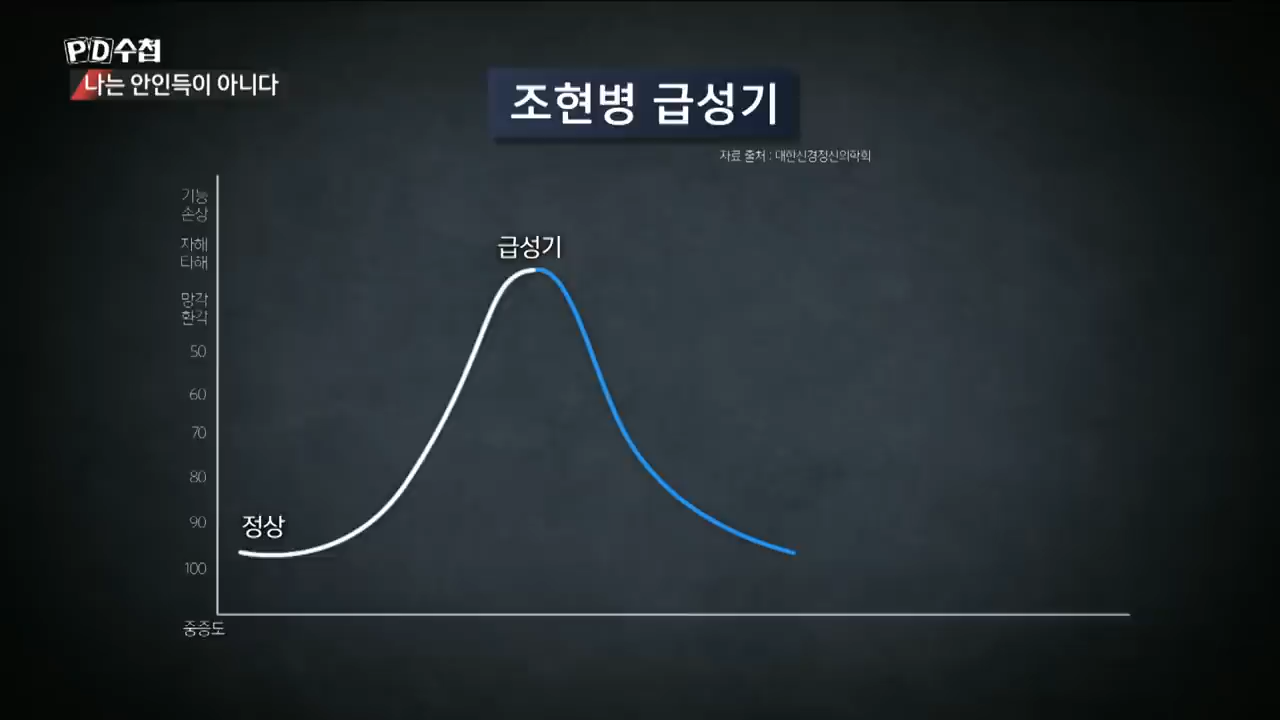 PD수첩
나는 안인득이 아니다
조현병 급성기
자료 출처 : 대한신경정신의학회
기능
손상
자해
타해
망각
환각
50
60
70
80
90
100
중증도
급성기
정상